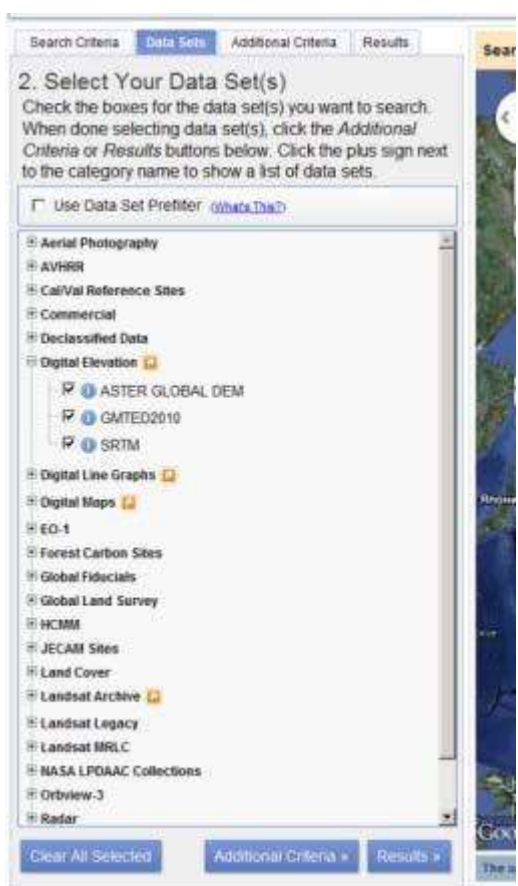 Search Criteria Data Sets Additional Criteria Results
Sear
2. Select Your Data Set(s)
Check the boxes for the data set(s) you want to search.
When done selecting data set(s), click the Additional
Criteria or Results buttons below. Click the plus sign next
to the category name to show a list of data sets.
Use Data Set Prefilter (What's This?)
Aerial Photography
AVHRR
Cal/Val Reference Sites
Commercial
Declassified Data
Digital Elevation
ASTER GLOBAL DEM
GMTED2010
SRTM
Digital Line Graphs
Digital Maps
EO-1
Forest Carbon Sites
Global Fiducials
Global Land Survey
HCMM
JECAM Sites
Land Cover
Landsat Archive
Landsat Legacy
Landsat MRLC
NASA LPDAAC Collections
Orbview-3
Radar
Clear All Selected Additional Criteria » Results »
Goo